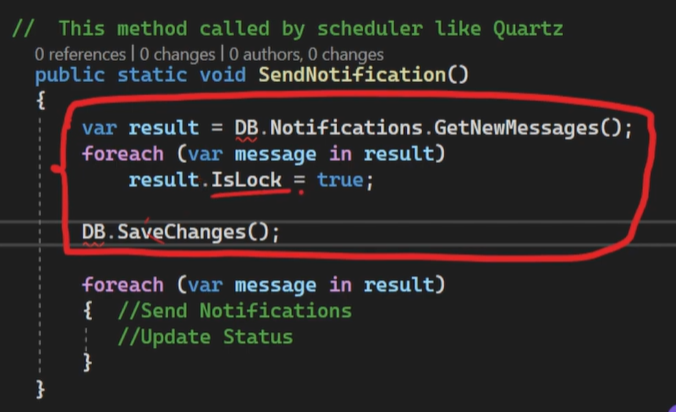 //  This method called by scheduler like Quartz
0 references | 0 changes | 0 authors, 0 changes
public static void SendNotification()
{
var result = DB.Notifications.GetNewMessages();
foreach (var message in result)
result.IsLock = true;
DB.SaveChanges();
foreach (var message in result)
{  //Send Notifications
//Update Status
}
}